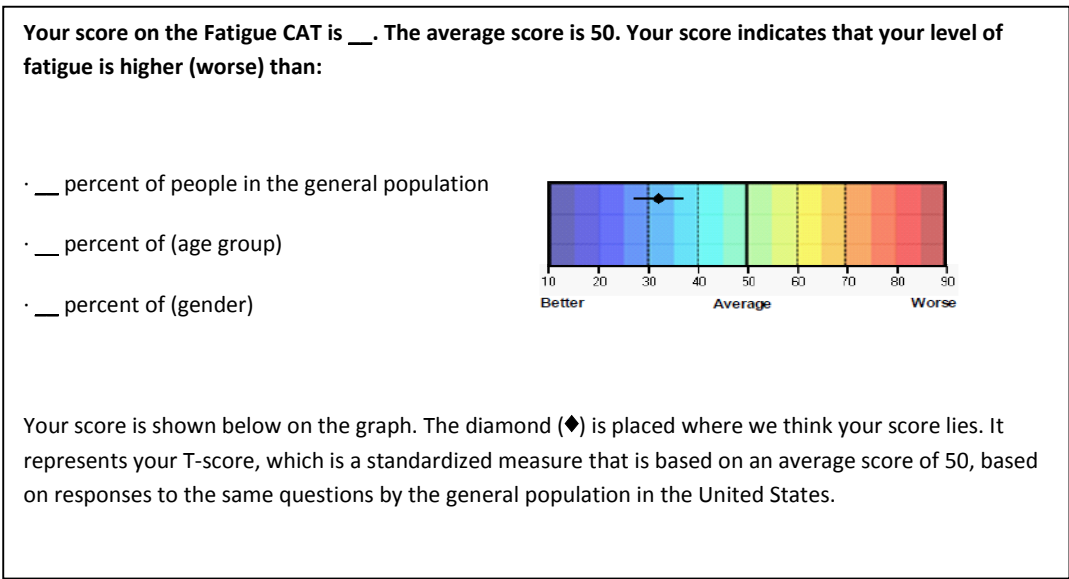 Your score on the Fatigue CAT is __. The average score is 50. Your score indicates that your level of
fatigue is higher (worse) than:
· __ percent of people in the general population
· __ percent of (age group)
· __ percent of (gender)
10 20 30 40 50 60 70 80 90
Better Average Worse
Your score is shown below on the graph. The diamond (♦) is placed where we think your score lies. It
represents your T-score, which is a standardized measure that is based on an average score of 50, based
on responses to the same questions by the general population in the United States.